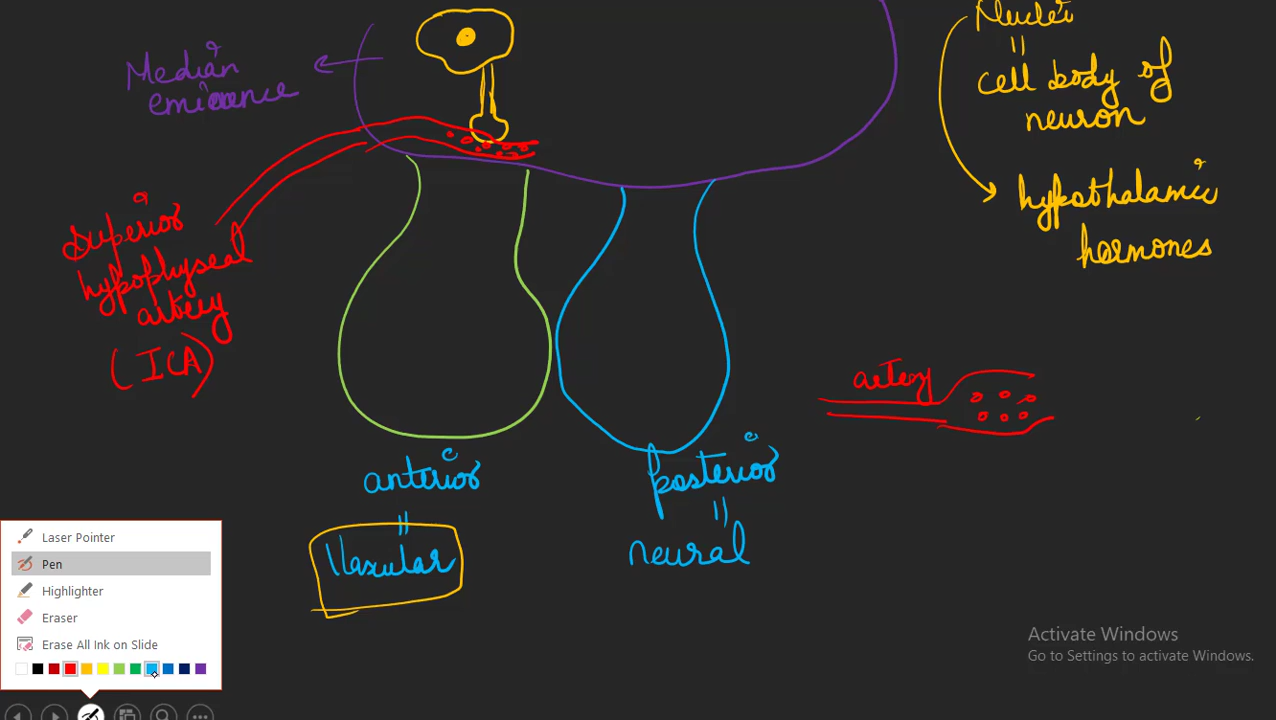 Nuclei
=
cell body of
neuron
hypothalamic
hormones
Median
eminence
Superior
hypophyseal
artery
(ICA)
artery
anterior
=
Vascular
posterior
=
neural
Laser Pointer
Pen
Highlighter
Eraser
Erase All Ink on Slide
Activate Windows
Go to Settings to activate Windows.